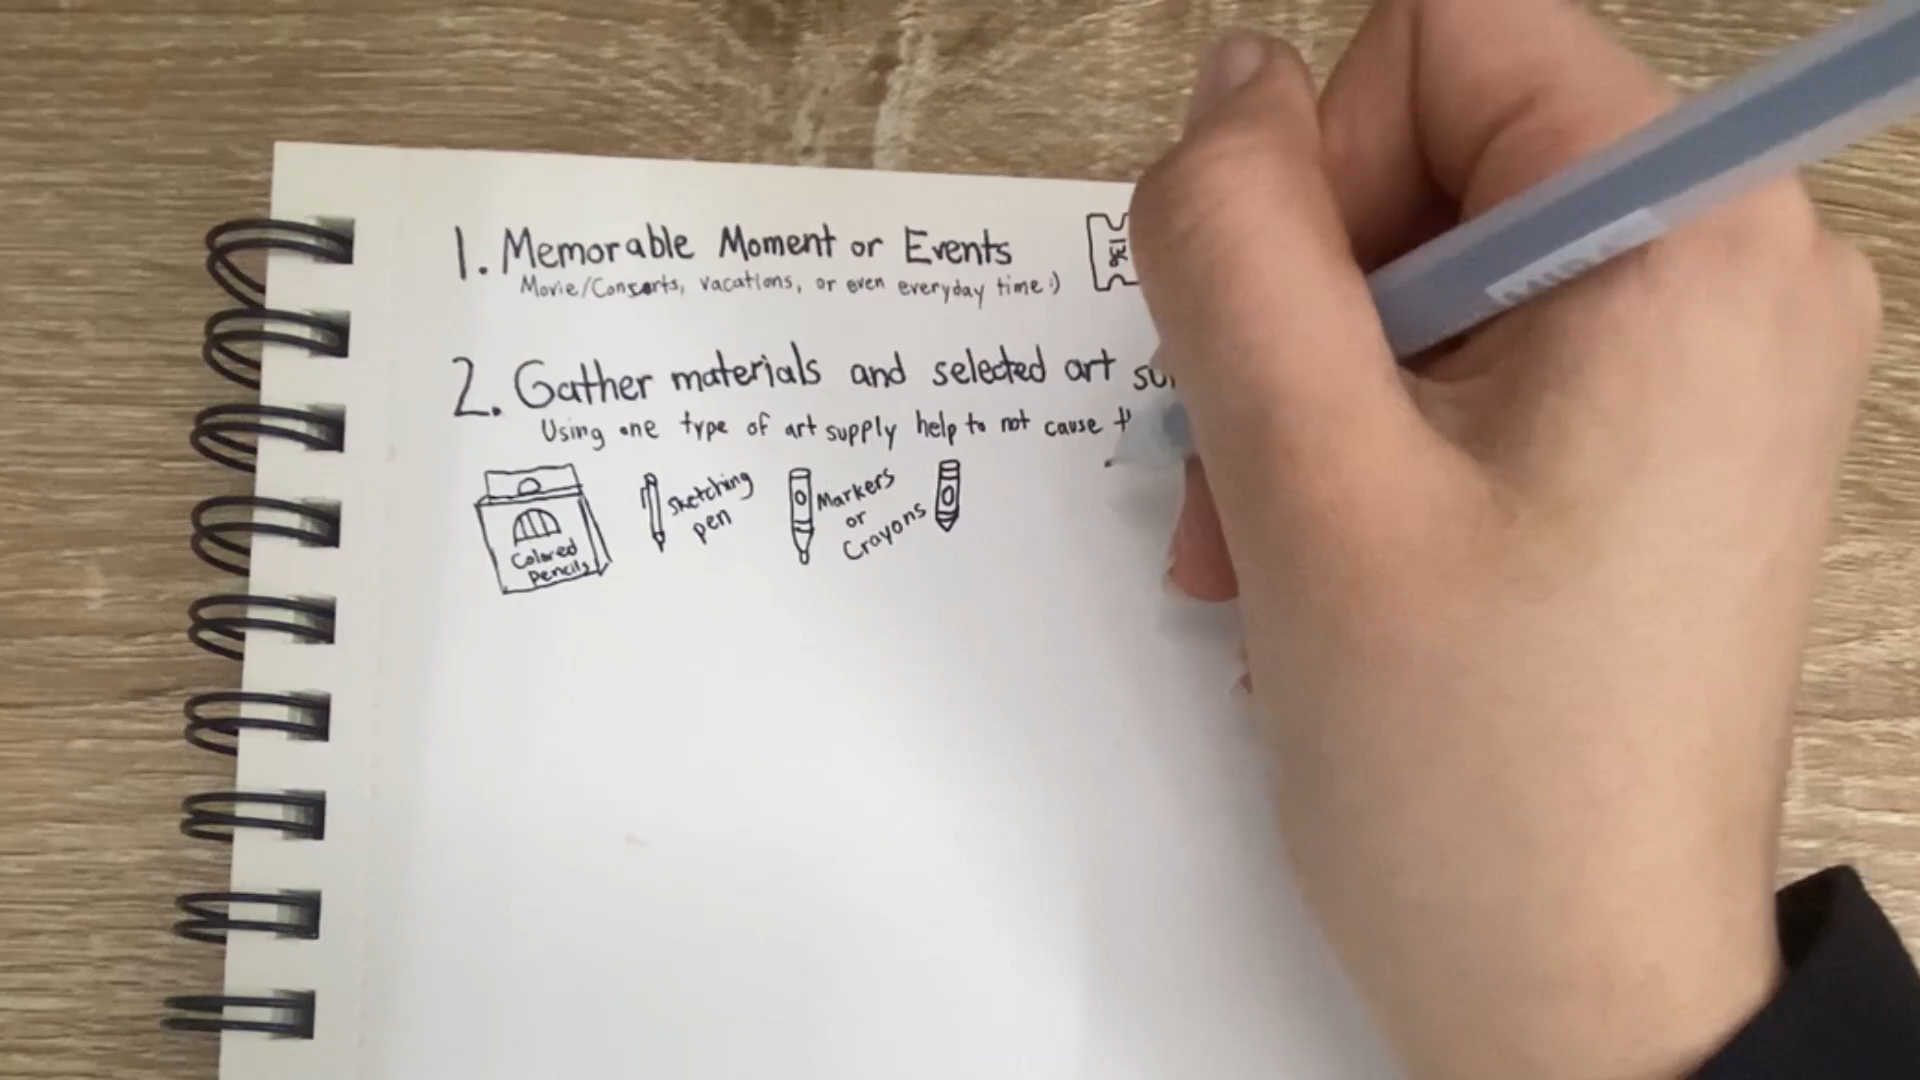 1. Memorable Moment or Events
Movie/Conserts, vacations, or even everyday time :)
2. Gather materials and selected art
Using one type of art supply help to not cause
Colored
Pencils
Sketching
pen
Markers
or
Crayons